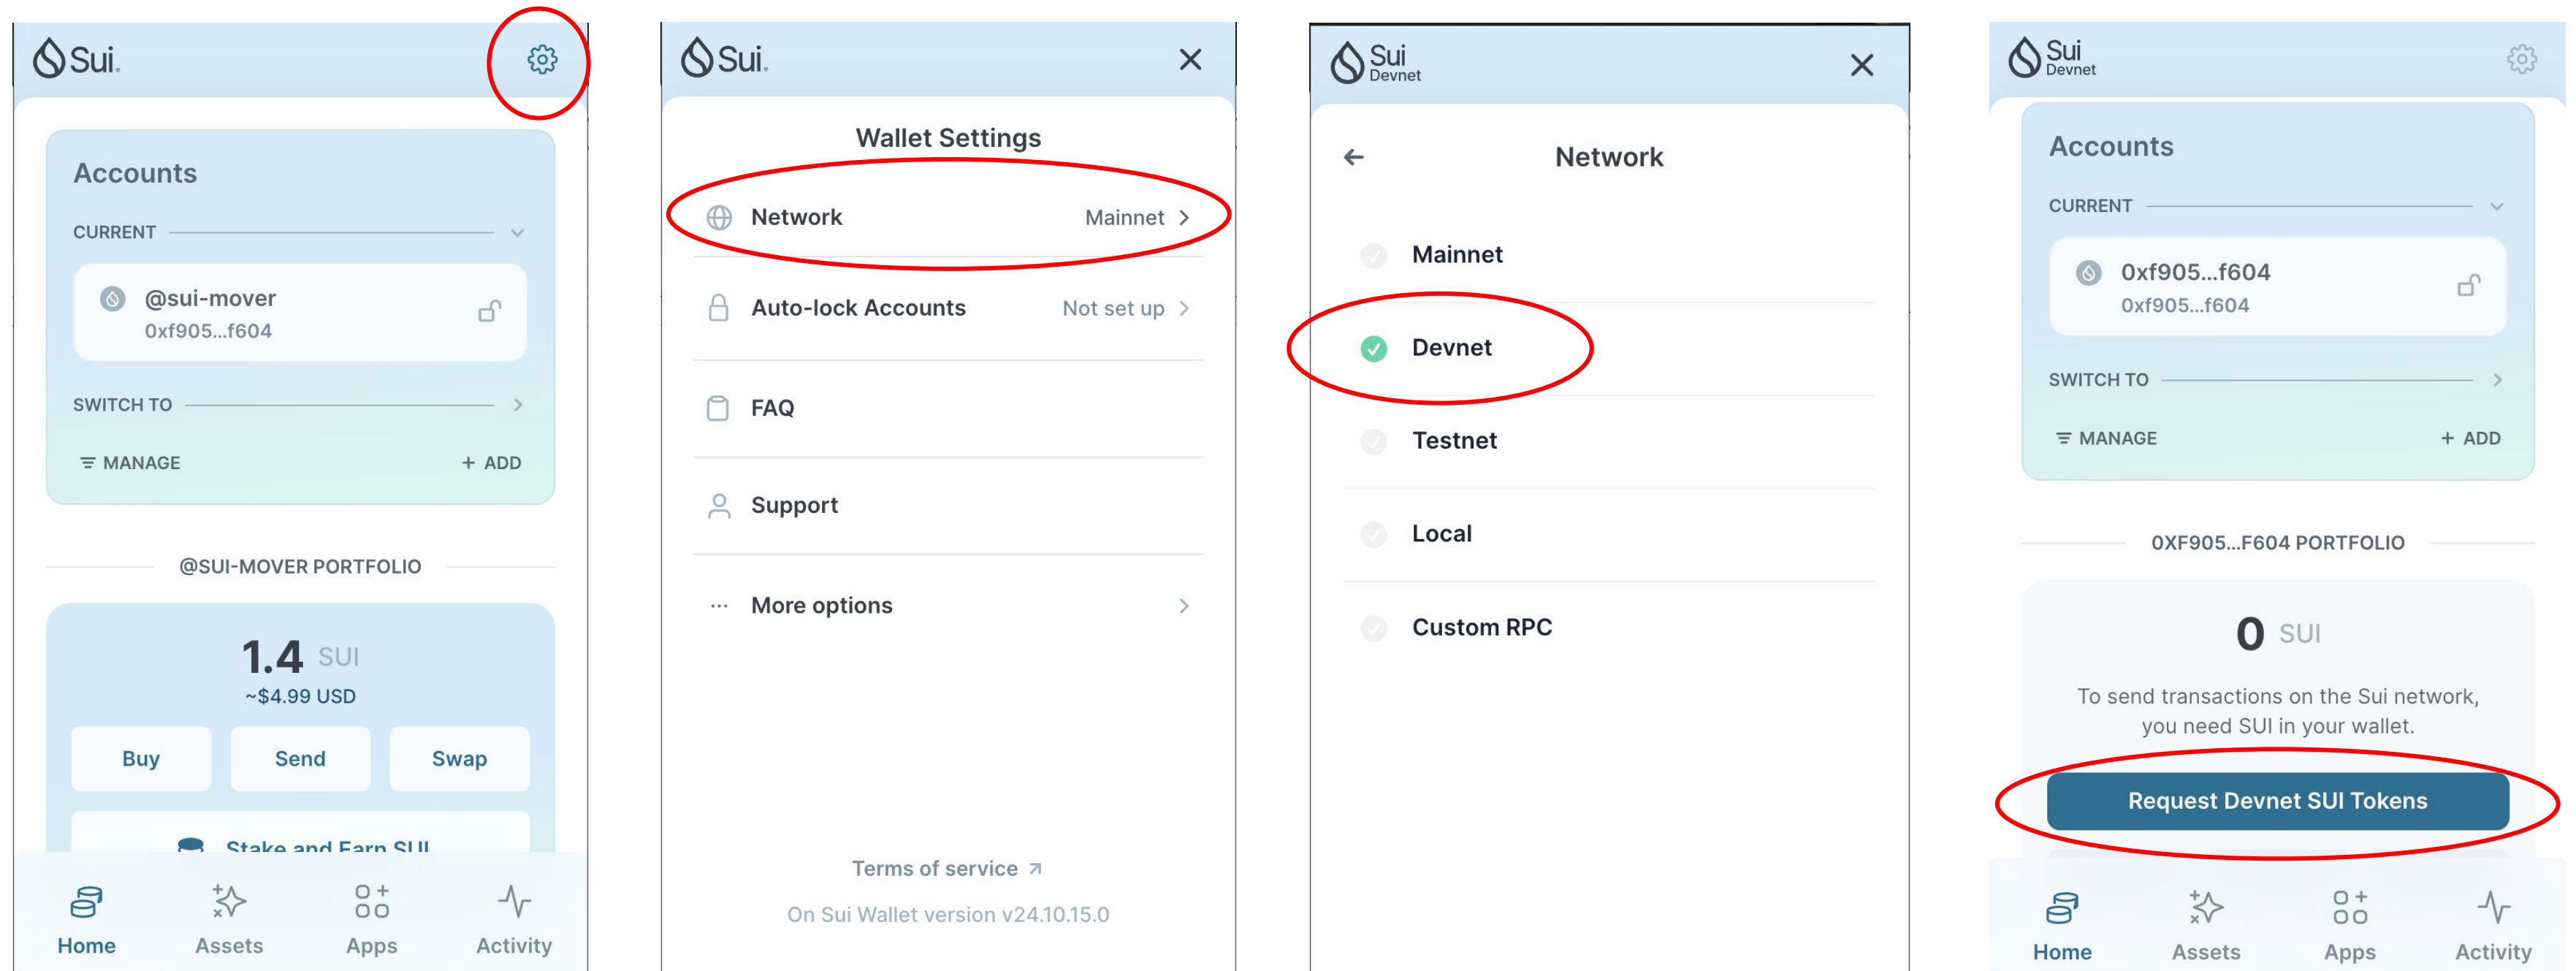 Sui
Accounts
CURRENT
@sui-mover
0xf905...f604
SWITCH TO
MANAGE + ADD
@SUI-MOVER PORTFOLIO
1.4 SUI
~$4.99 USD
Buy Send Swap
Stake and Earn SUI
Home Assets Apps Activity
Sui
Wallet Settings
Network Mainnet
Auto-lock Accounts Not set up
FAQ
Support
More options
Terms of service
On Sui Wallet version v24.10.15.0
Sui
Devnet
Network
Mainnet
Devnet
Testnet
Local
Custom RPC
Sui
Devnet
Accounts
CURRENT
0xf905...f604
0xf905...f604
SWITCH TO
MANAGE + ADD
0XF905...F604 PORTFOLIO
0 SUI
To send transactions on the Sui network,
you need SUI in your wallet.
Request Devnet SUI Tokens
Home Assets Apps Activity